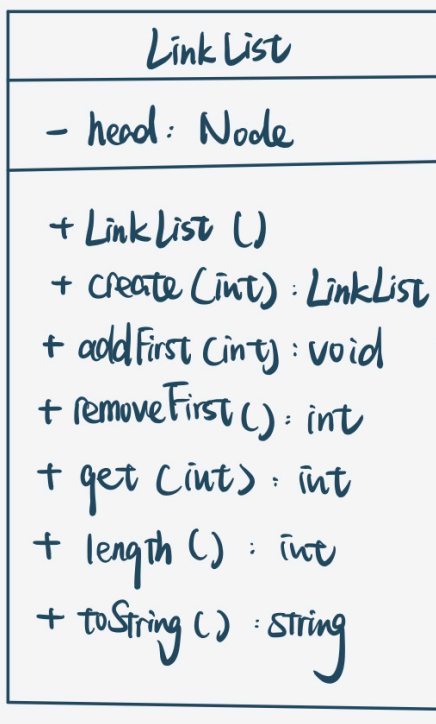 LinkList
- head: Node
+ LinkList ()
+ create (int) : LinkList
+ addFirst (int) : void
+ removeFirst () : int
+ get (int) : int
+ length () : int
+ toString () : string